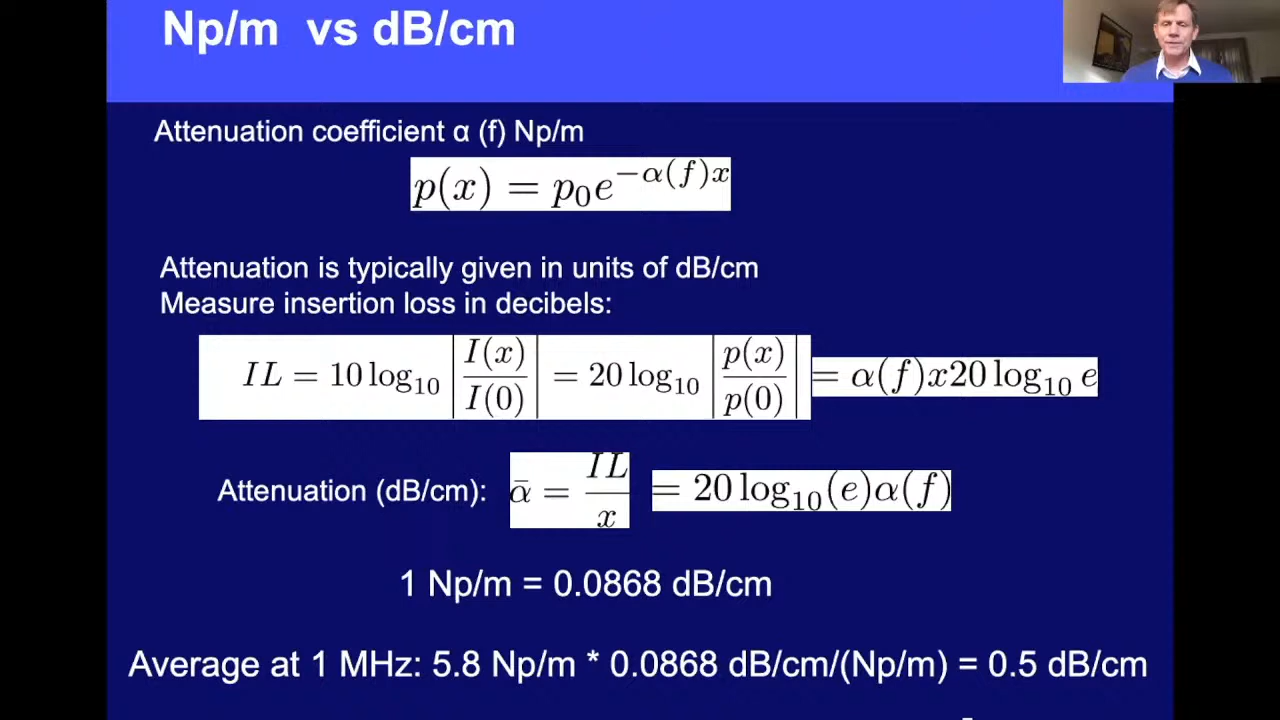 Np/m vs dB/cm
Attenuation coefficient α (f) Np/m
p(x) = p₀e^{−α(f)x}
Attenuation is typically given in units of dB/cm
Measure insertion loss in decibels:
IL = 10 log₁₀ |I(x)/I(0)| = 20 log₁₀ |p(x)/p(0)| = α(f)x20 log₁₀ e
Attenuation (dB/cm): ᾱ = IL/x = 20 log₁₀(e)α(f)
1 Np/m = 0.0868 dB/cm
Average at 1 MHz: 5.8 Np/m * 0.0868 dB/cm/(Np/m) = 0.5 dB/cm